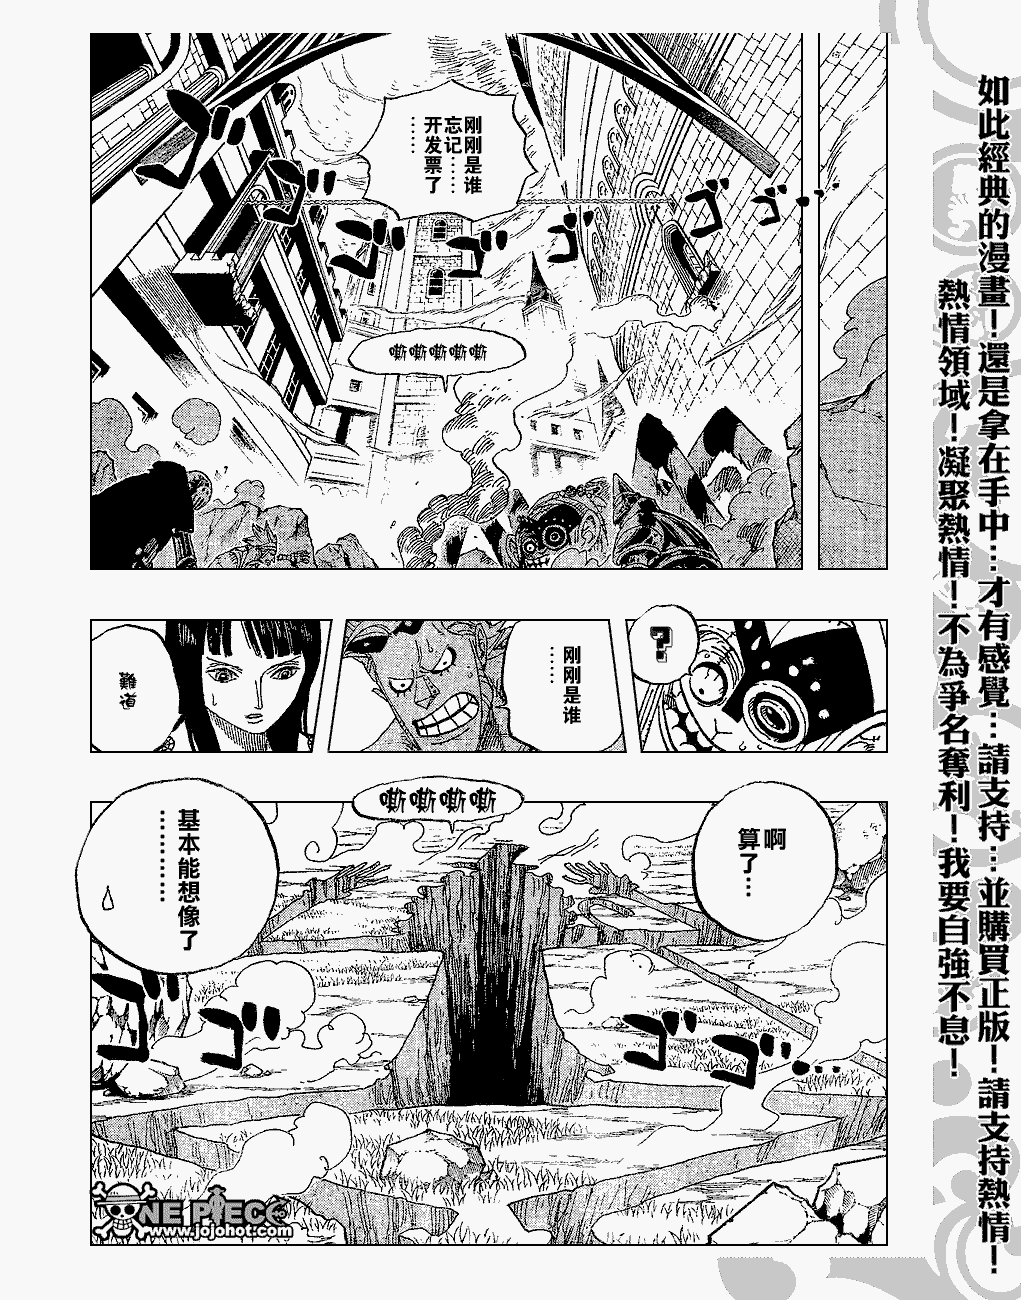 刚刚是谁
忘记……
开发票了
……
ゴゴゴゴゴゴゴ…
嘶嘶嘶嘶嘶
?
刚刚是谁
……
難道
啊
算了…
嘶嘶嘶嘶
基本能想像了
…………
ゴゴゴゴ…
ONE PIECE
www.jojohot.com
如此經典的漫畫！還是拿在手中…才有感覺…請支持…並購買正版！請支持熱情！
熱情領域！凝聚熱情！不為爭名奪利！我要自強不息！